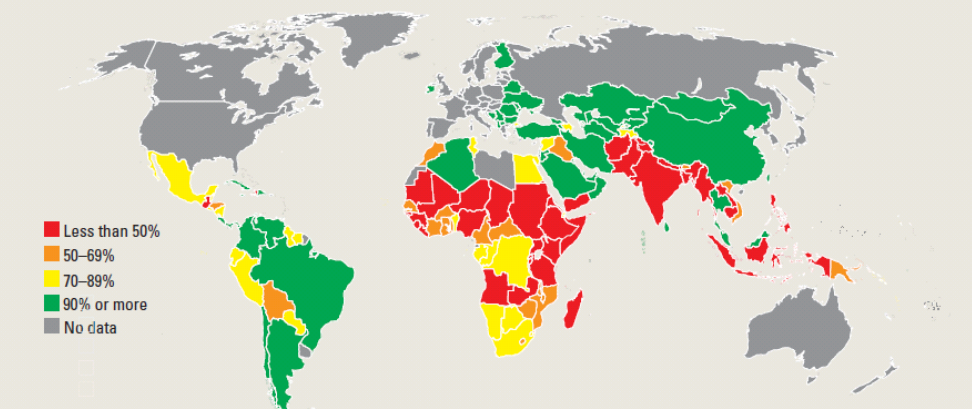 Less than 50%
50–69%
70–89%
90% or more
No data